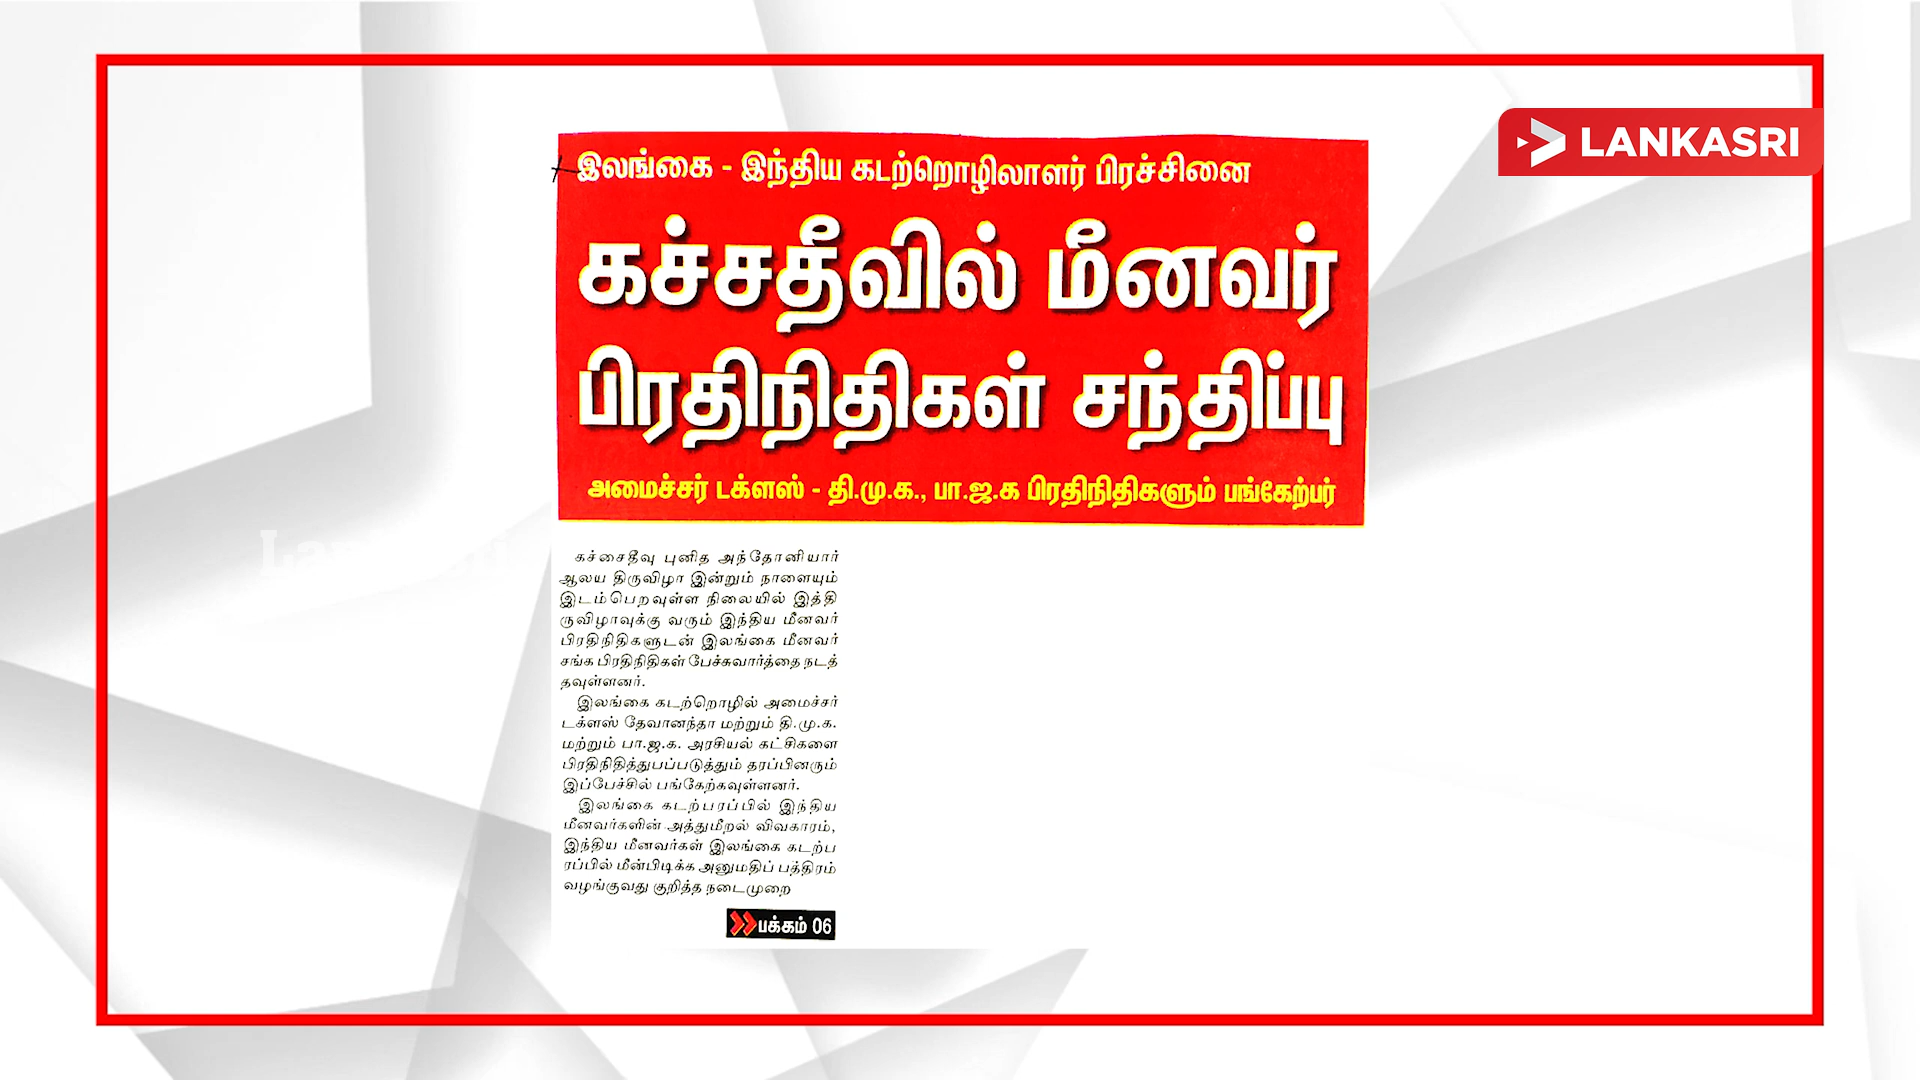 LANKASRI
இலங்கை - இந்திய கடற்றொழிலாளர் பிரச்சினை
கச்சதீவில் மீனவர்
பிரதிநிதிகள் சந்திப்பு
அமைச்சர் டக்ளஸ் - தி.மு.க., பா.ஜ.க பிரதிநிதிகளும் பங்கேற்பர்
கச்சைதீவு புனித அந்தோனியார்
ஆலய திருவிழா இன்றும் நாளையும்
இடம்பெறவுள்ள நிலையில் இத்தி
ருவிழாவுக்கு வரும் இந்திய மீனவர்
பிரதிநிதிகளுடன் இலங்கை மீனவர்
சங்க பிரதிநிதிகள் பேச்சுவார்த்தை நடத்
தவுள்ளனர்.
இலங்கை கடற்றொழில் அமைச்சர்
டக்ளஸ் தேவானந்தா மற்றும் தி.மு.க.
மற்றும் பா.ஜ.க. அரசியல் கட்சிகளை
பிரதிநிதித்துபப்படுத்தும் தரப்பினரும்
இப்பேச்சில் பங்கேற்கவுள்ளனர்.
இலங்கை கடற்பரப்பில் இந்திய
மீனவர்களின் அத்துமீறல் விவகாரம்,
இந்திய மீனவர்கள் இலங்கை கடற்ப
ரப்பில் மீன்பிடிக்க அனுமதிப் பத்திரம்
வழங்குவது குறித்த நடைமுறை
பக்கம் 06